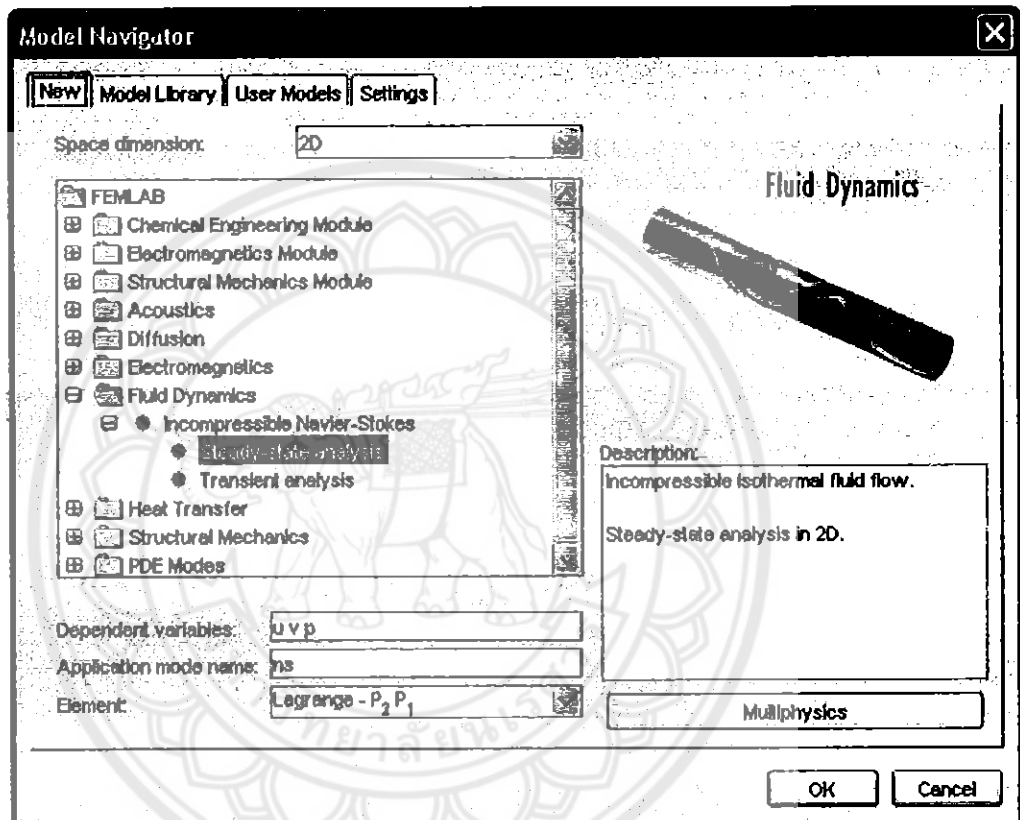 Model Navigator
New Model Library User Models Settings
Space dimension: 2D
FEMLAB
Chemical Engineering Module
Electromagnetics Module
Structural Mechanics Module
Acoustics
Diffusion
Electromagnetics
Fluid Dynamics
Incompressible Navier-Stokes
Steady-state analysis
Transient analysis
Heat Transfer
Structural Mechanics
PDE Modes
Dependent variables: u v p
Application mode name: ns
Element: Lagrange - P2 P1
Fluid Dynamics
Description:
Incompressible isothermal fluid flow.
Steady-state analysis in 2D.
Multiphysics
OK Cancel